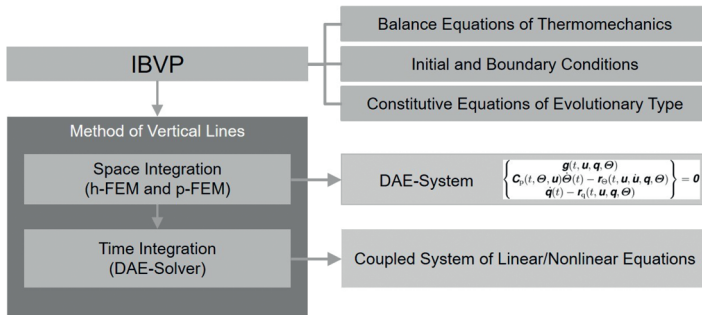 Balance Equations of Thermomechanics
IBVP
Initial and Boundary Conditions
Constitutive Equations of Evolutionary Type
Method of Vertical Lines
Space Integration
(h-FEM and p-FEM)
DAE-System
g(t, u, q, Θ)
C_p(t, Θ, u)Θ̇(t) − r_Θ(t, u, u̇, q, Θ)
q̇(t) − r_q(t, u, q, Θ)
= 0
Time Integration
(DAE-Solver)
Coupled System of Linear/Nonlinear Equations